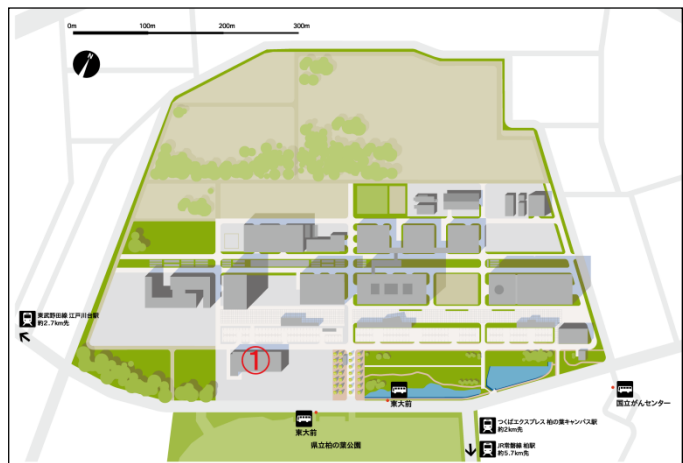 0m 100m 200m 300m
N
東武野田線 江戸川台駅
約2.7km先
①
東大前
国立がんセンター
東大前
県立柏の葉公園
つくばエクスプレス 柏の葉キャンパス駅
約2km先
JR常磐線 柏駅
約5.7km先